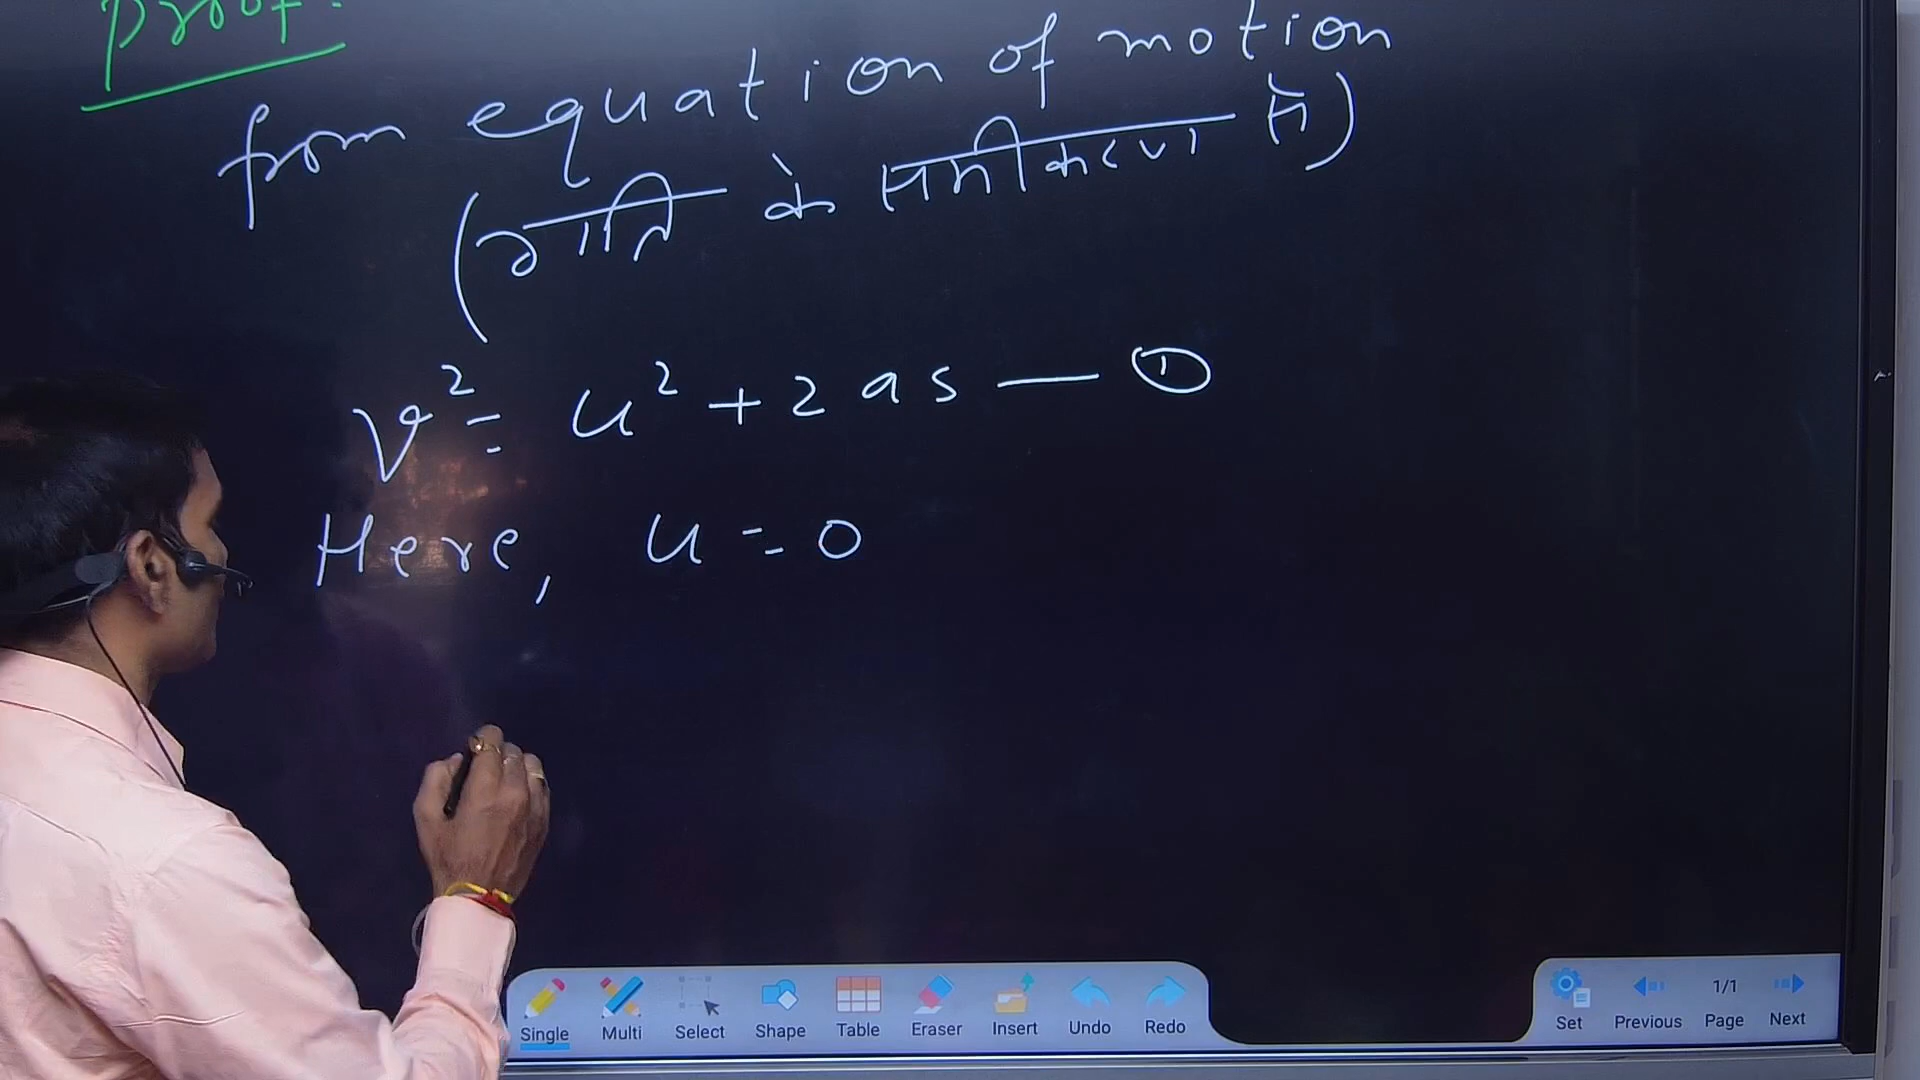 Proof:
from equation of motion
(गति के समीकरण से)
v² = u² + 2as — ①
Here, u = 0
Single Multi Select Shape Table Eraser Insert Undo Redo
Set Previous 1/1 Page Next